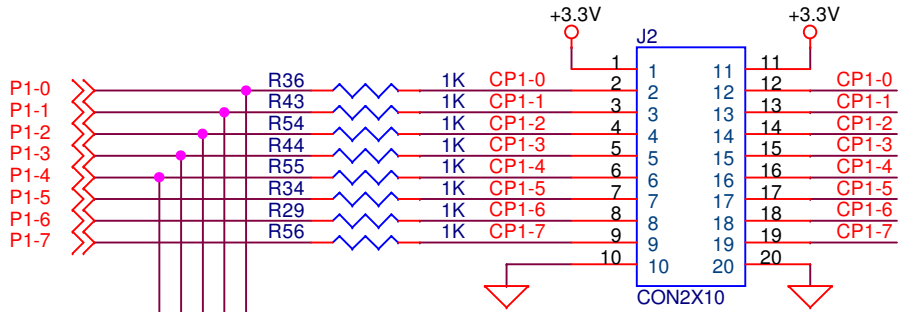 +3.3V +3.3V
J2
1 1 11 11
P1-0 R36 1K CP1-0 2 2 12 12 CP1-0
P1-1 R43 1K CP1-1 3 3 13 13 CP1-1
P1-2 R54 1K CP1-2 4 4 14 14 CP1-2
P1-3 R44 1K CP1-3 5 5 15 15 CP1-3
P1-4 R55 1K CP1-4 6 6 16 16 CP1-4
P1-5 R34 1K CP1-5 7 7 17 17 CP1-5
P1-6 R29 1K CP1-6 8 8 18 18 CP1-6
P1-7 R56 1K CP1-7 9 9 19 19 CP1-7
10 10 20 20
CON2X10